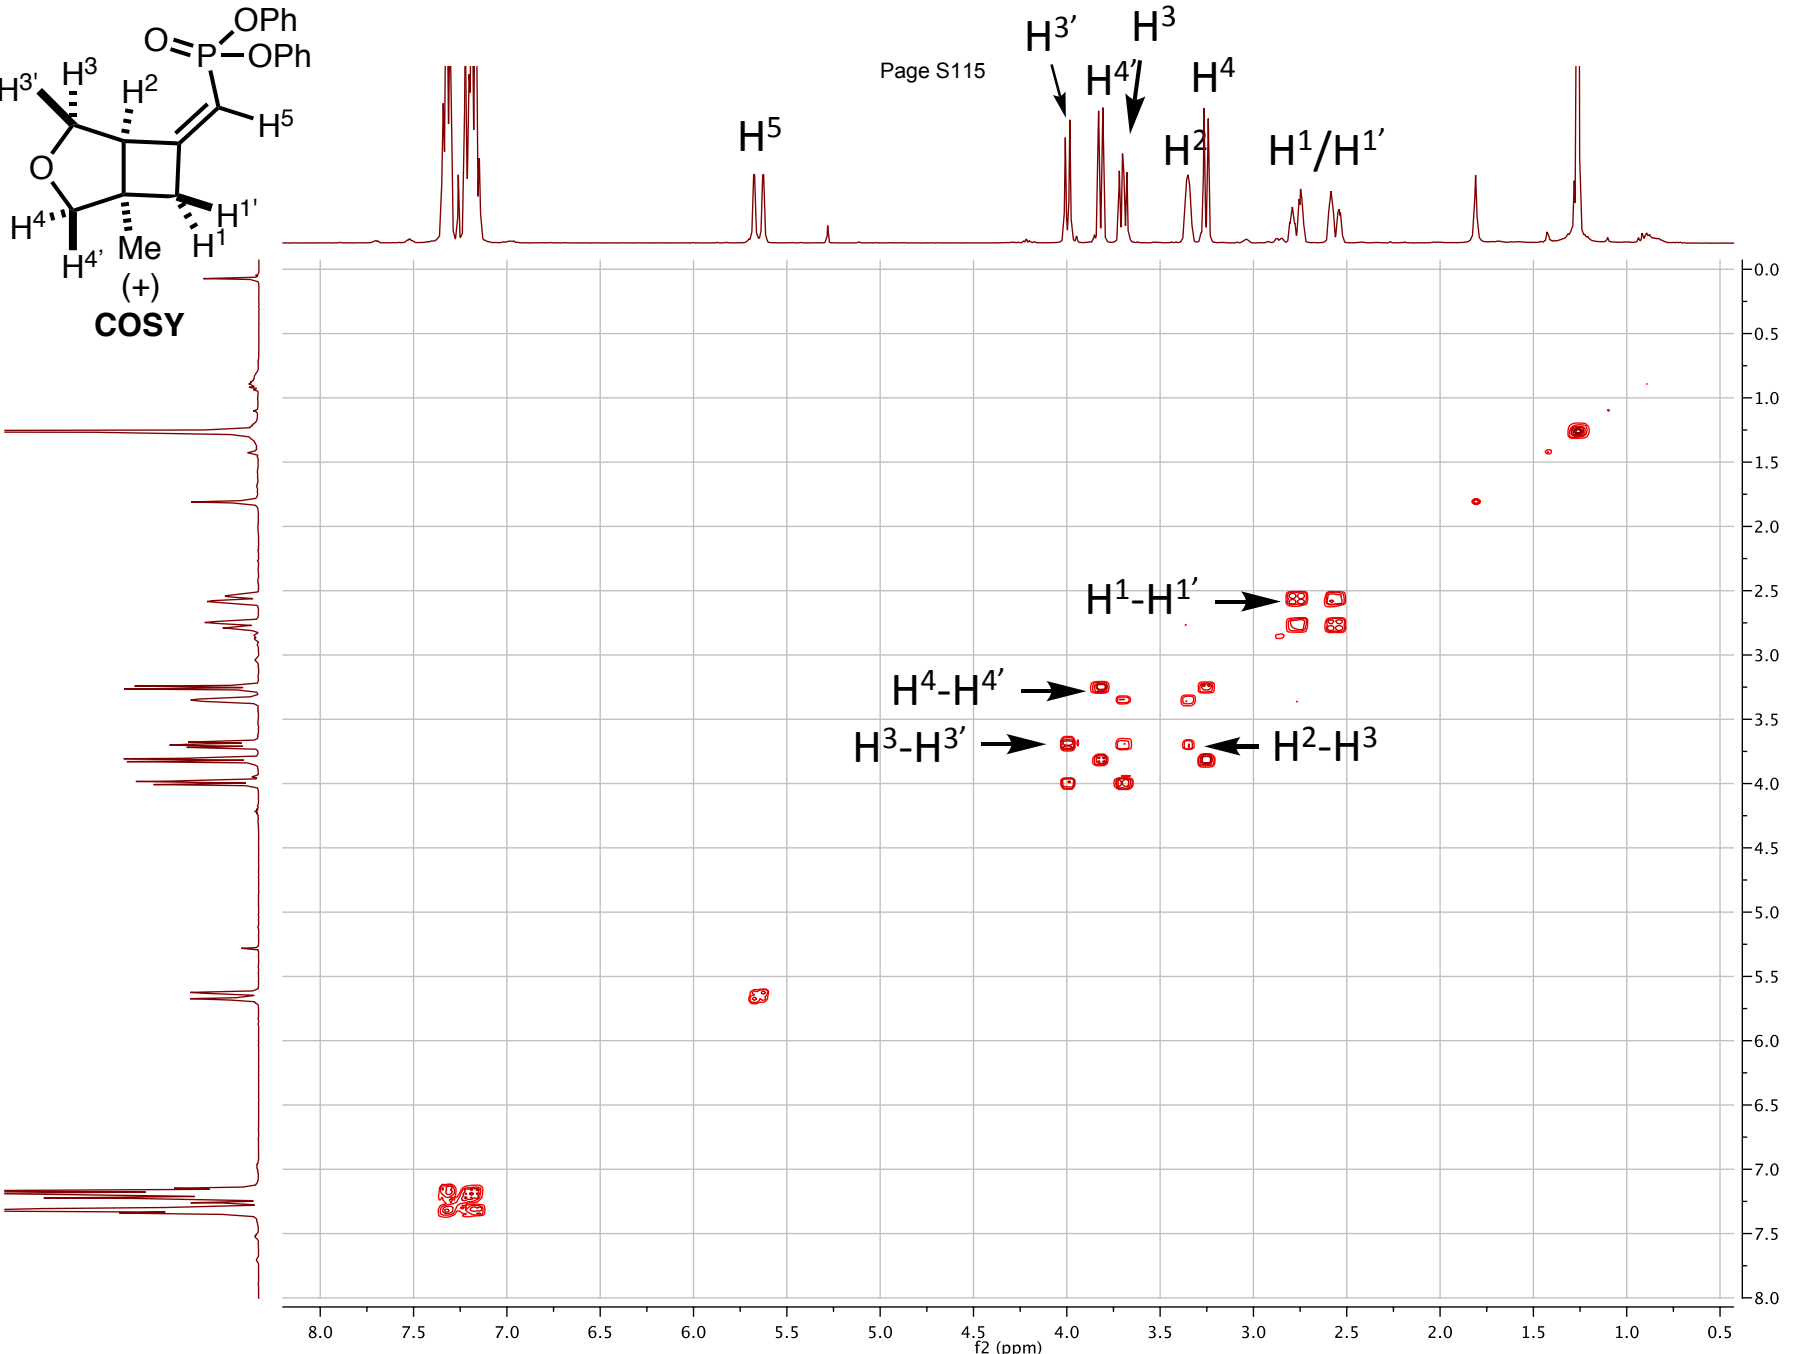 OPh
O=P-OPh
H3' H3 H2
H5
O
H4 H1'
H4' Me H1
(+)
COSY
Page S115
H5 H3' H4' H3 H2 H4 H1/H1'
0.0
0.5
1.0
1.5
2.0
H1-H1' 2.5
3.0
H4-H4'
3.5
H3-H3' H2-H3
4.0
4.5
5.0
5.5
6.0
6.5
7.0
7.5
8.0
8.0 7.5 7.0 6.5 6.0 5.5 5.0 4.5 4.0 3.5 3.0 2.5 2.0 1.5 1.0 0.5
f2 (ppm)